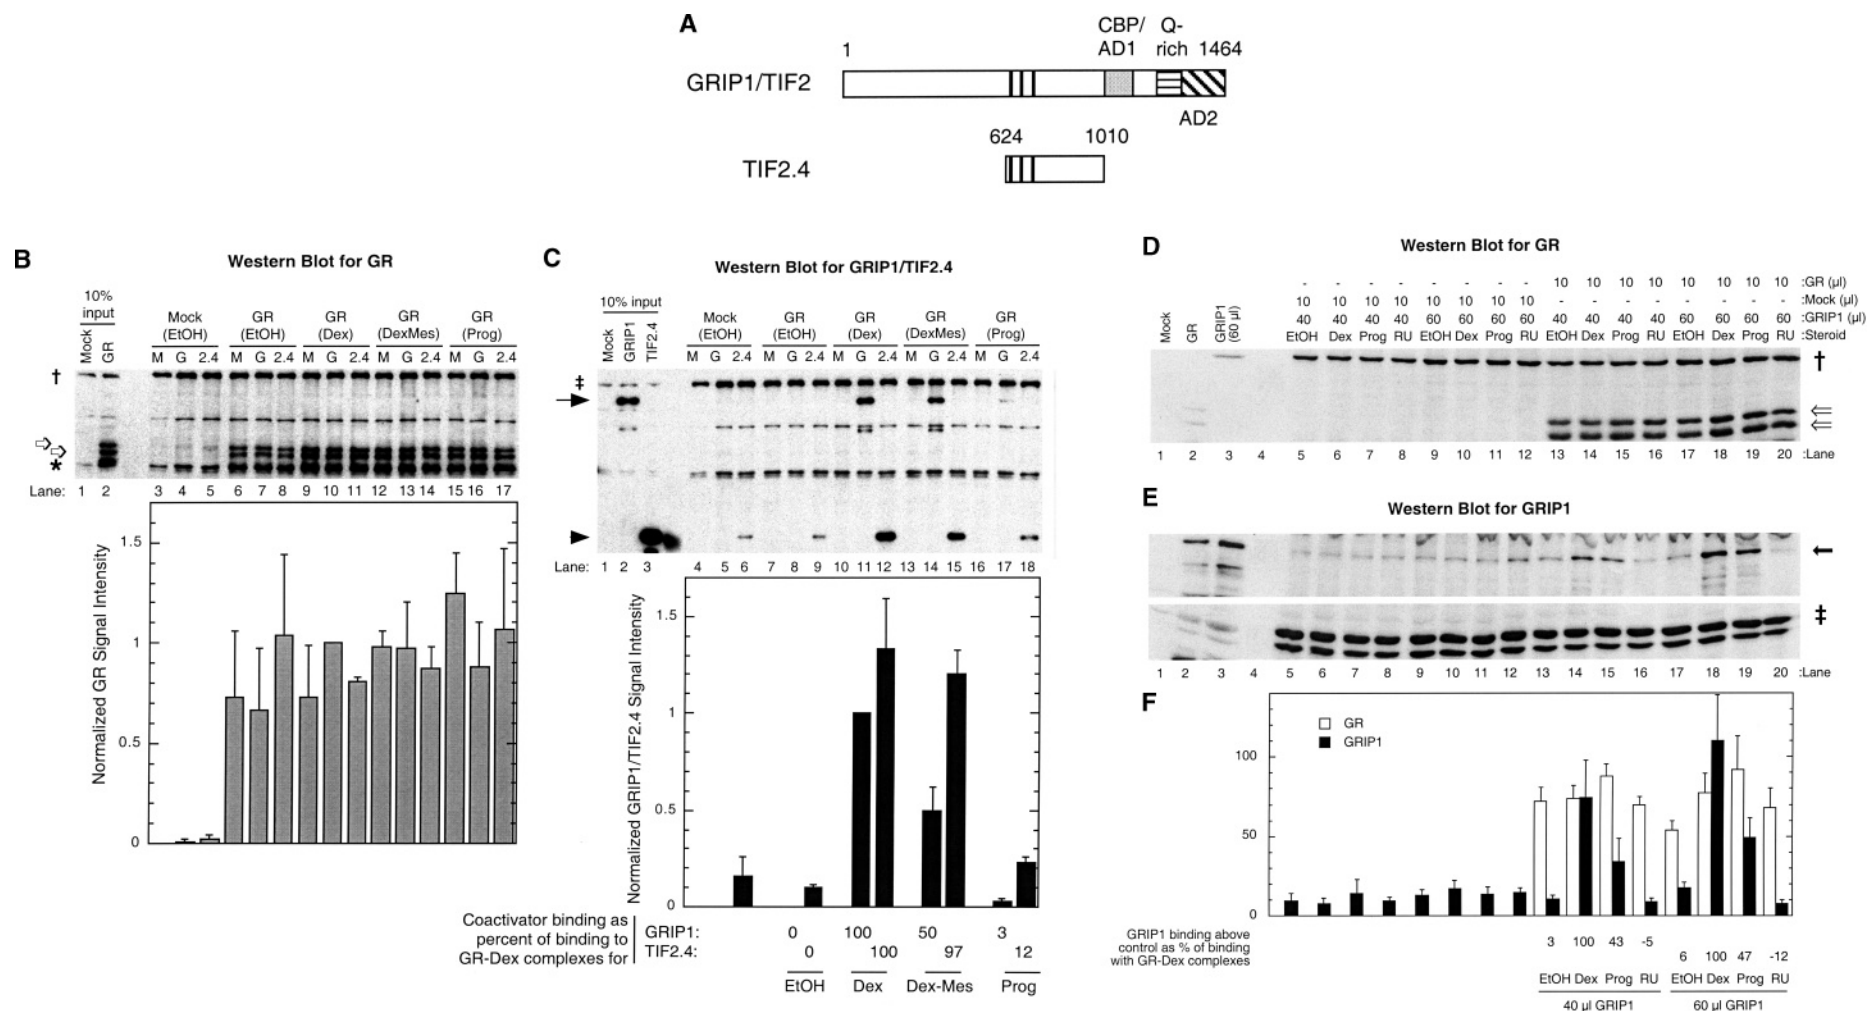 A
CBP/ Q-
AD1 rich
1 1464
GRIP1/TIF2
AD2
624 1010
TIF2.4
B
Western Blot for GR
10%
input
Mock
GR
Mock GR GR GR GR
(EtOH) (EtOH) (Dex) (DexMes) (Prog)
M G 2.4 M G 2.4 M G 2.4 M G 2.4 M G 2.4
†
*
Lane: 1 2 3 4 5 6 7 8 9 10 11 12 13 14 15 16 17
Normalized GR Signal Intensity
1.5
1
0.5
0
C
Western Blot for GRIP1/TIF2.4
10% input
Mock
GRIP1
TIF2.4
Mock GR GR GR GR
(EtOH) (EtOH) (Dex) (DexMes) (Prog)
M G 2.4 M G 2.4 M G 2.4 M G 2.4 M G 2.4
‡
Lane: 1 2 3 4 5 6 7 8 9 10 11 12 13 14 15 16 17 18
Normalized GRIP1/TIF2.4 Signal Intensity
1.5
1
0.5
0
Coactivator binding as
percent of binding to
GR-Dex complexes for
GRIP1: 0 100 50 3
TIF2.4: 0 100 97 12
EtOH Dex Dex-Mes Prog
D
Western Blot for GR
Mock
GR
GRIP1
(60 µl)
- - - - - - - - 10 10 10 10 10 10 10 10 :GR (µl)
10 10 10 10 10 10 10 10 - - - - - - - - :Mock (µl)
40 40 40 40 60 60 60 60 40 40 40 40 60 60 60 60 :GRIP1 (µl)
EtOH Dex Prog RU EtOH Dex Prog RU EtOH Dex Prog RU EtOH Dex Prog RU :Steroid
†
1 2 3 4 5 6 7 8 9 10 11 12 13 14 15 16 17 18 19 20 :Lane
E
Western Blot for GRIP1
‡
1 2 3 4 5 6 7 8 9 10 11 12 13 14 15 16 17 18 19 20 :Lane
F
GR
GRIP1
100
50
0
GRIP1 binding above
control as % of binding
with GR-Dex complexes
3 100 43 -5
6 100 47 -12
EtOH Dex Prog RU EtOH Dex Prog RU
40 µl GRIP1 60 µl GRIP1